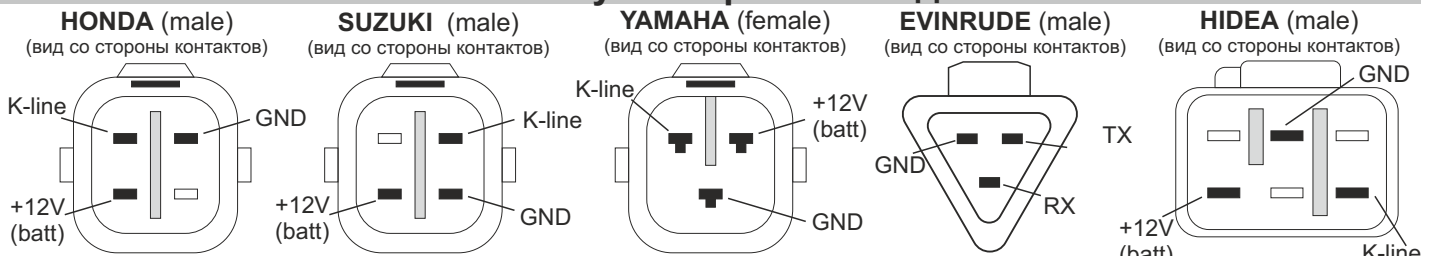 HONDA (male)
(вид со стороны контактов)
K-line
GND
+12V
(batt)
SUZUKI (male)
(вид со стороны контактов)
K-line
+12V
(batt)
GND
YAMAHA (female)
(вид со стороны контактов)
K-line
+12V
(batt)
GND
EVINRUDE (male)
(вид со стороны контактов)
GND
TX
RX
HIDEA (male)
(вид со стороны контактов)
GND
+12V
(batt)
K-line